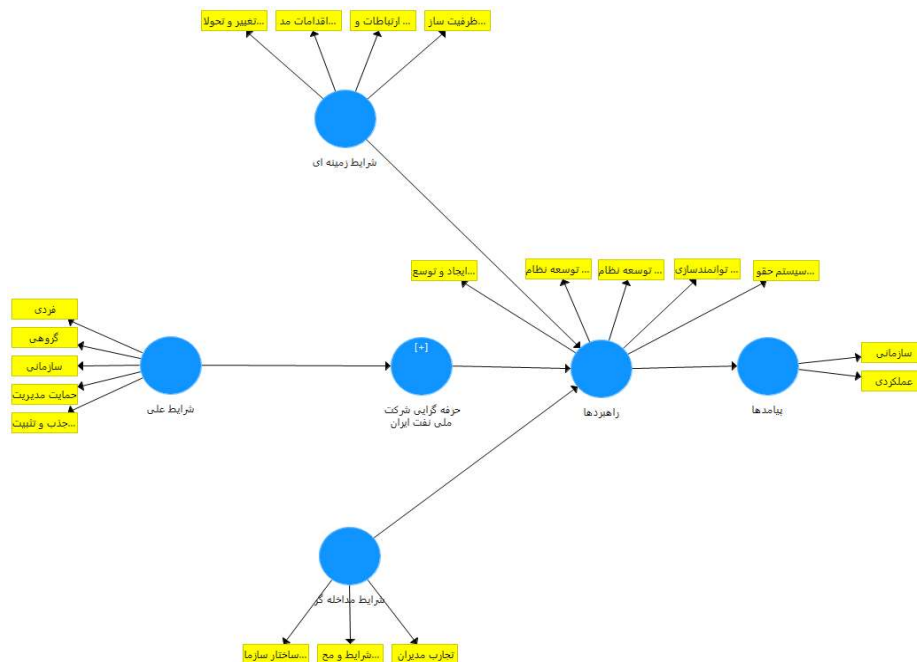 تغییر و تحولا...
اقدامات مد...
ارتباطات و ...
ظرفیت ساز ...
شرایط زمینه ای
ایجاد و توسع...
توسعه نظام ...
توسعه نظام ...
توانمندسازی ...
سیستم حقو...
فردی
گروهی
سازمانی
حمایت مدیریت
جذب و تثبیت...
شرایط علی
[+]
حرفه گرایی شرکت
ملی نفت ایران
راهبردها
پیامدها
سازمانی
عملکردی
شرایط مداخله گر
ساختار سازما...
شرایط و مح...
تجارب مدیران